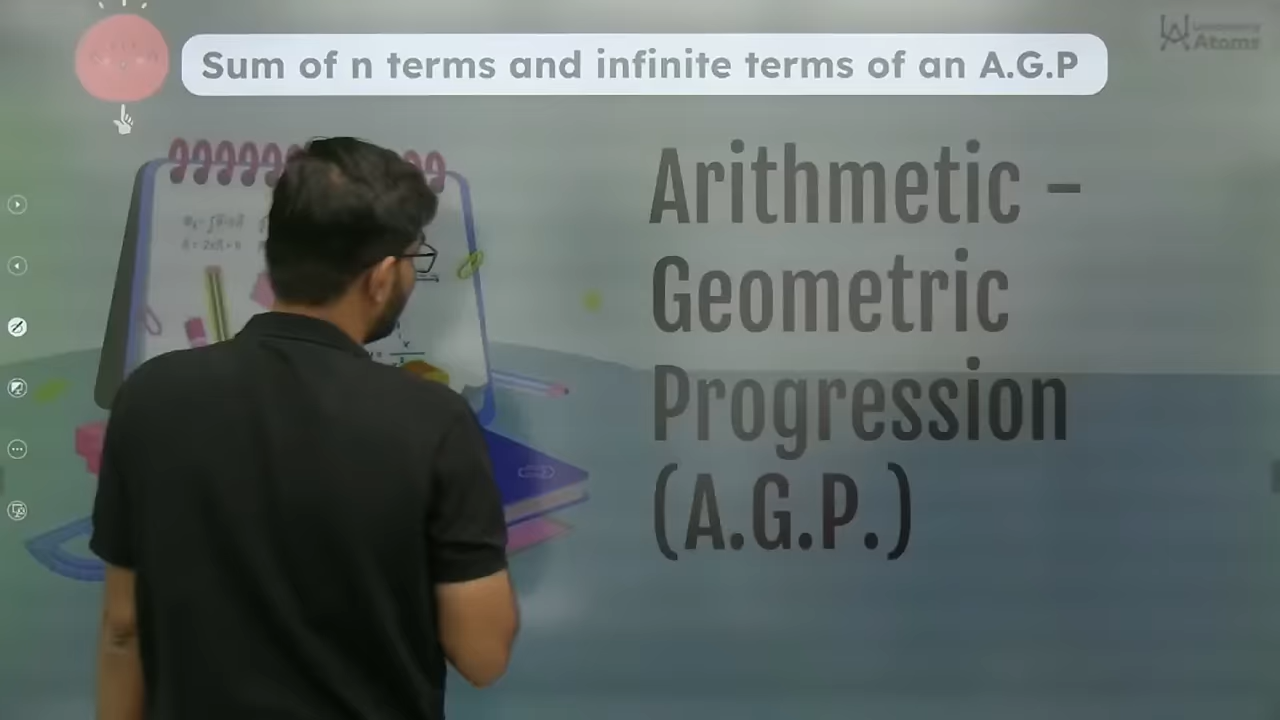 Sum of n terms and infinite terms of an A.G.P
Atoms
Arithmetic -
Geometric
Progression
(A.G.P.)